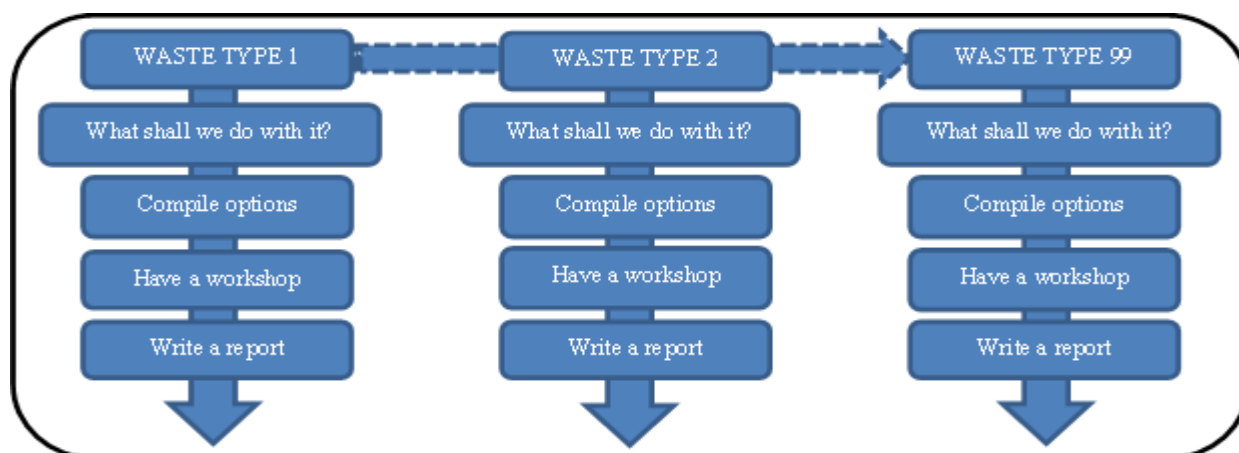 WASTE TYPE 1
WASTE TYPE 2
WASTE TYPE 99
What shall we do with it?
What shall we do with it?
What shall we do with it?
Compile options
Compile options
Compile options
Have a workshop
Have a workshop
Have a workshop
Write a report
Write a report
Write a report